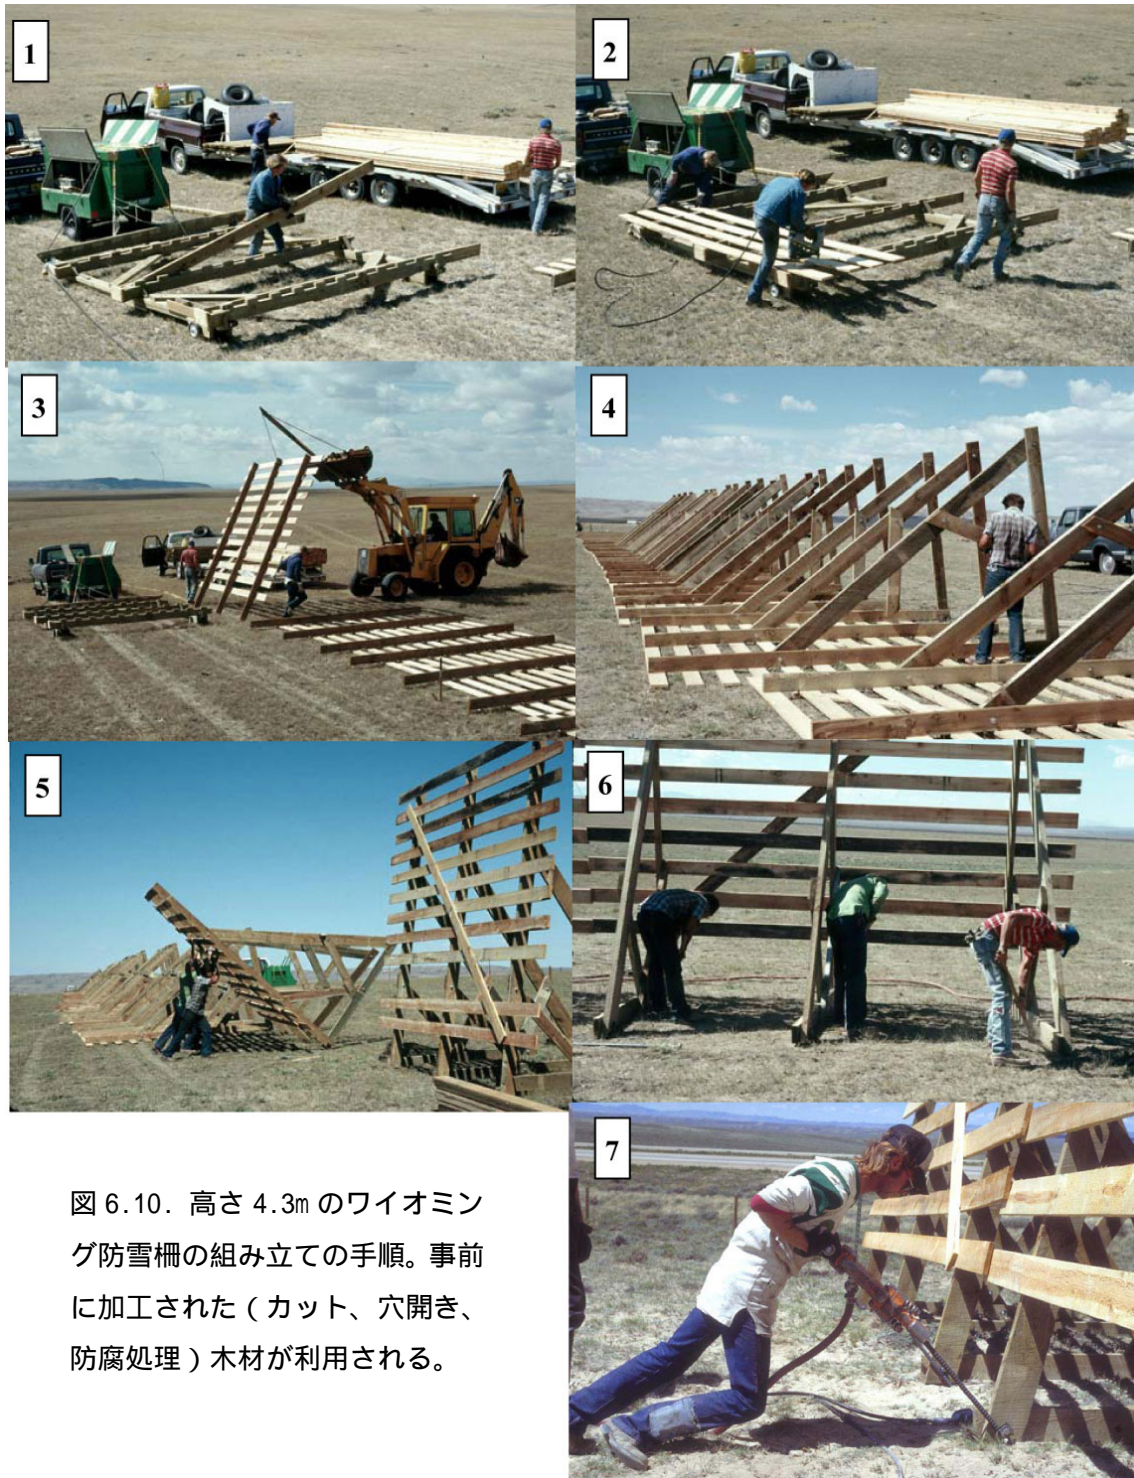 1
2
3
4
5
6
7
図 6.10. 高さ 4.3m のワイオミン
グ防雪柵の組み立ての手順。事前
に加工された（カット、穴開き、
防腐処理）木材が利用される。